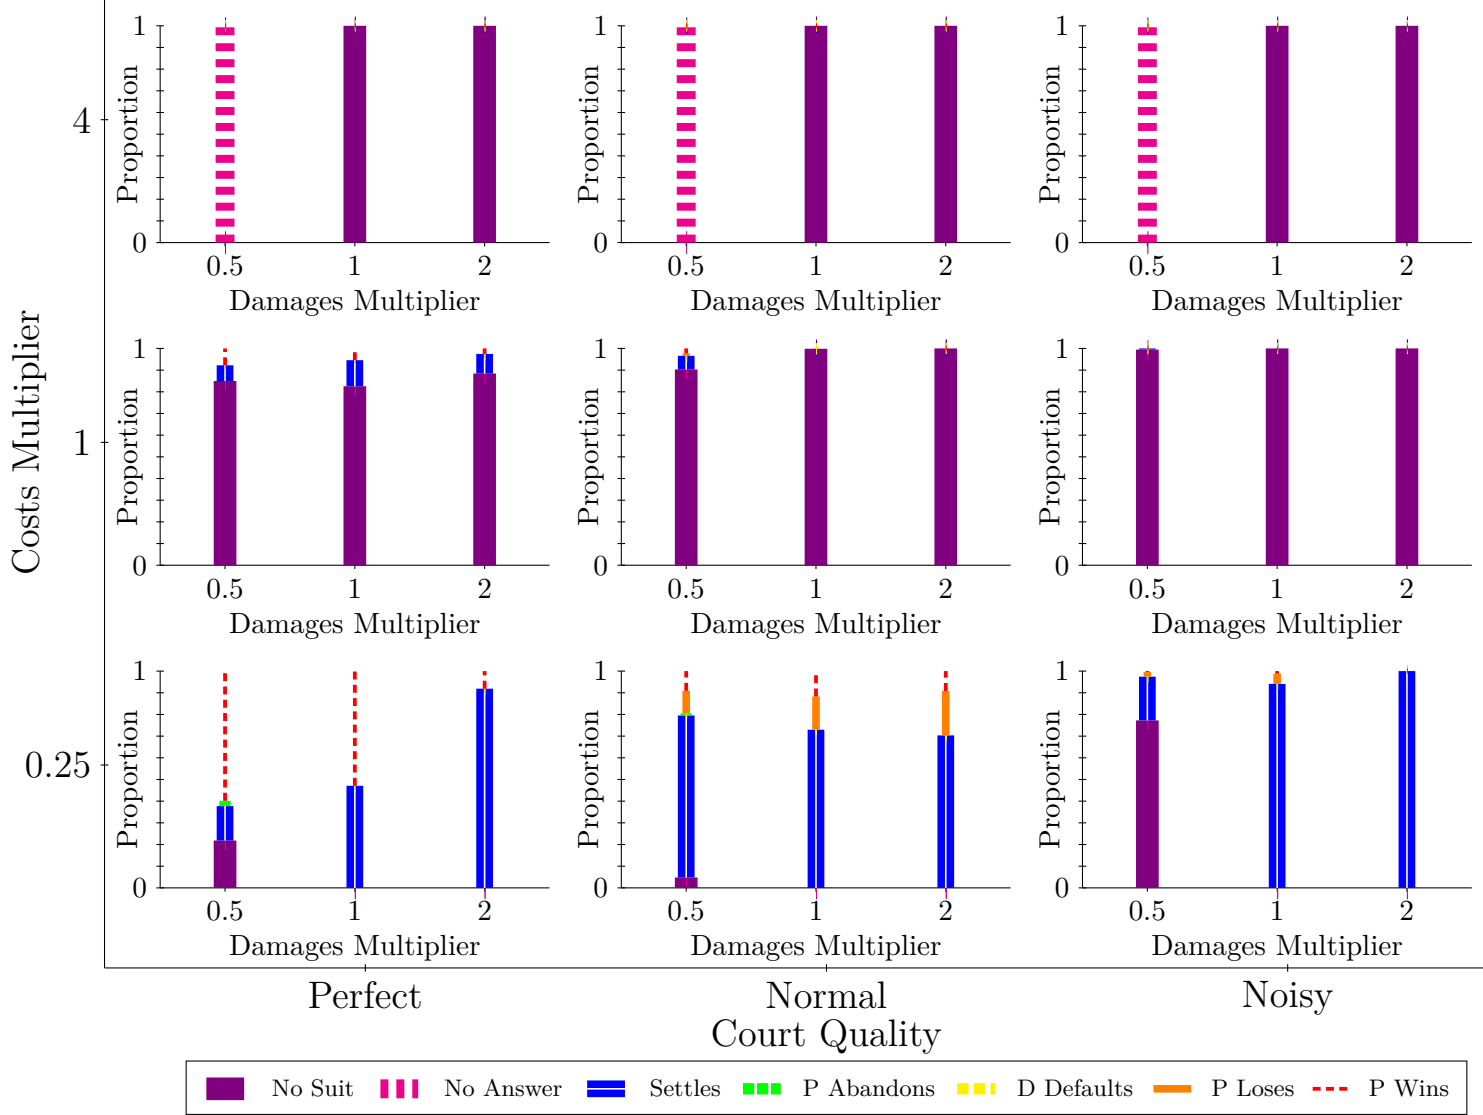 1 1 1
Proportion Proportion Proportion
4
0 0 0
0.5 1 2 0.5 1 2 0.5 1 2
Damages Multiplier Damages Multiplier Damages Multiplier
Costs Multiplier
1 1 1
Proportion Proportion Proportion
1
0 0 0
0.5 1 2 0.5 1 2 0.5 1 2
Damages Multiplier Damages Multiplier Damages Multiplier
1 1 1
Proportion Proportion Proportion
0.25
0 0 0
0.5 1 2 0.5 1 2 0.5 1 2
Damages Multiplier Damages Multiplier Damages Multiplier
Perfect Normal Noisy
Court Quality
No Suit No Answer Settles P Abandons D Defaults P Loses P Wins